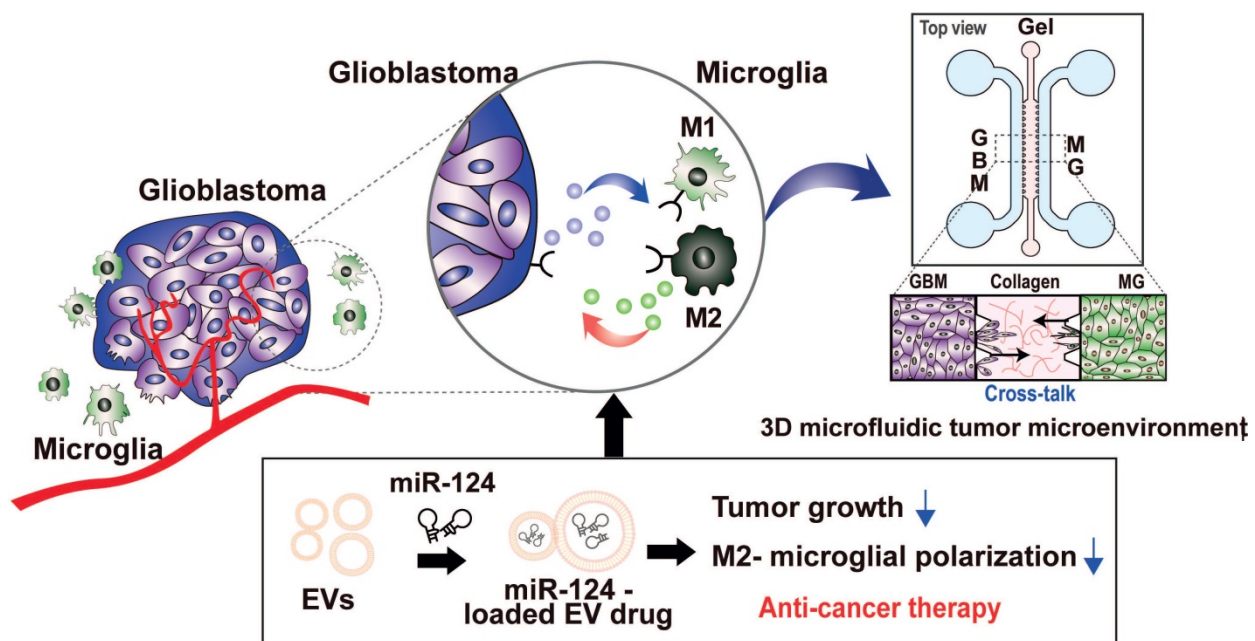 Glioblastoma
Microglia
Glioblastoma
Microglia
M1
M2
Top view
Gel
G
B
M
M
G
GBM
Collagen
MG
Cross-talk
3D microfluidic tumor microenvironment
miR-124
EVs
miR-124 -
loaded EV drug
Tumor growth ↓
M2- microglial polarization ↓
Anti-cancer therapy